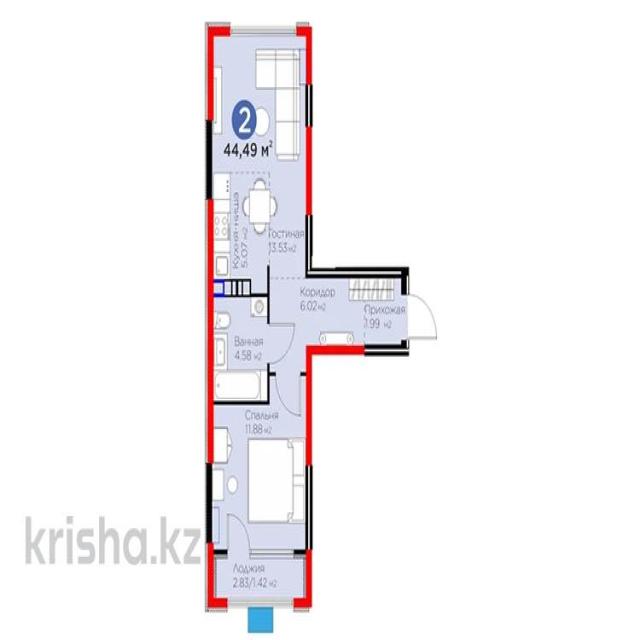 2
44,49 м²
Кухня-ниша
5.07 м2
Гостиная
13.53 м2
Коридор
6.02 м2
Прихожая
1.99 м2
Ванная
4.58 м2
Спальня
11.88 м2
krisha.kz
Лоджия
2.83/1.42 м2